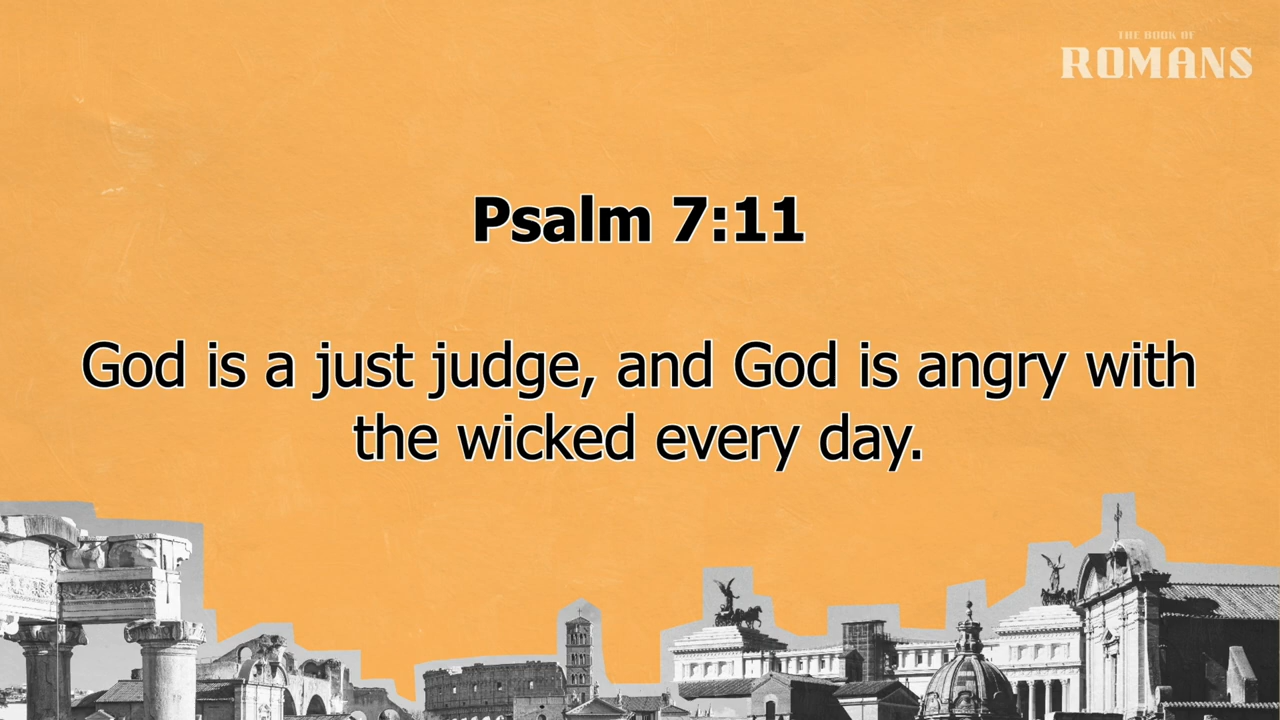 THE BOOK OF
ROMANS
Psalm 7:11
God is a just judge, and God is angry with
the wicked every day.